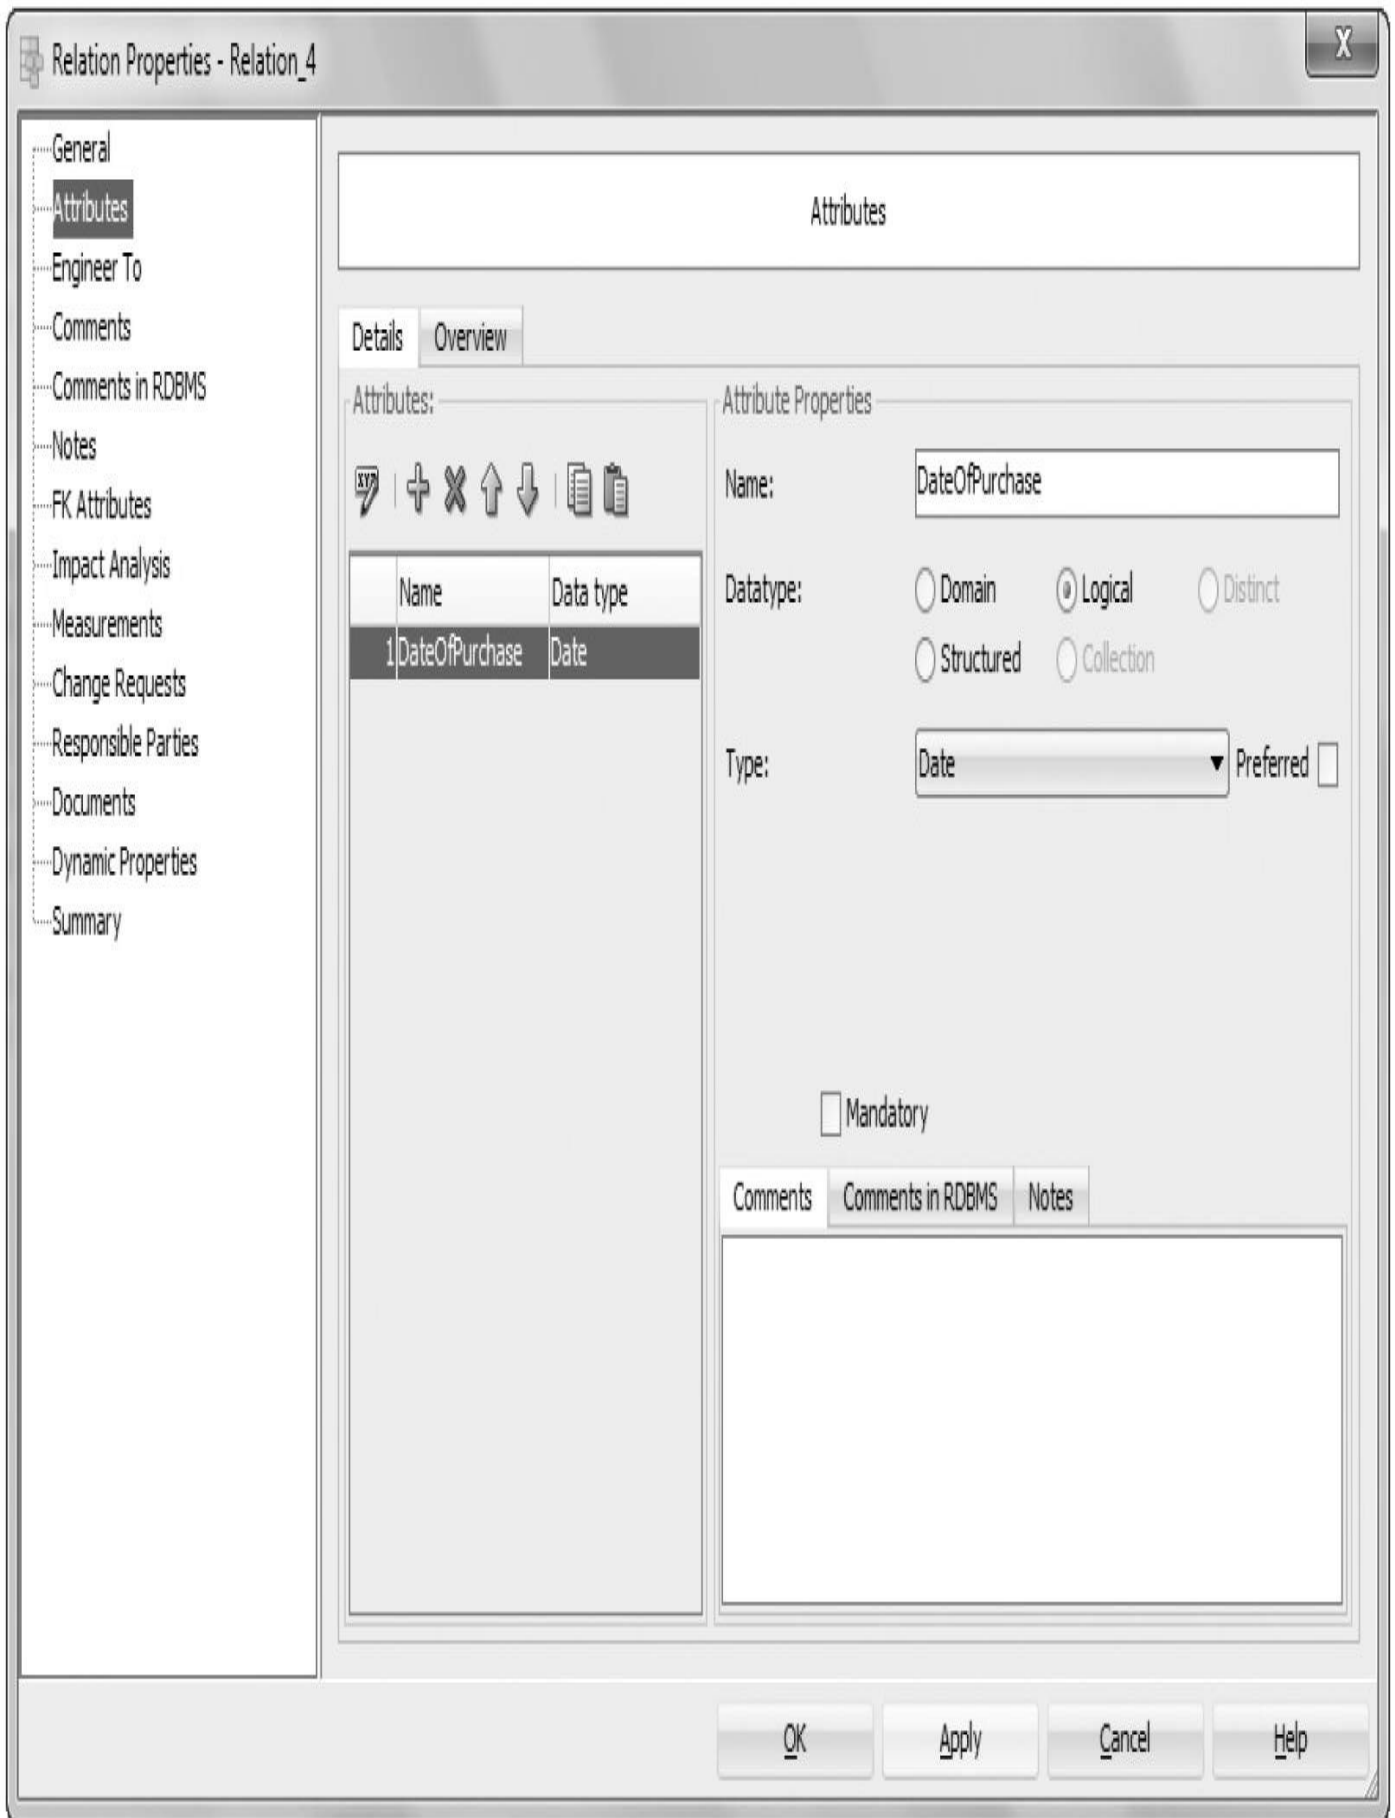 Relation Properties - Relation_4
X
General
Attributes
Engineer To
Comments
Comments in RDBMS
Notes
FK Attributes
Impact Analysis
Measurements
Change Requests
Responsible Parties
Documents
Dynamic Properties
Summary
Attributes
Details Overview
Attributes:
XYZ
Name Data type
1 DateOfPurchase Date
Attribute Properties
Name: DateOfPurchase
Datatype: Domain Logical Distinct
Structured Collection
Type: Date Preferred
Mandatory
Comments Comments in RDBMS Notes
OK Apply Cancel Help